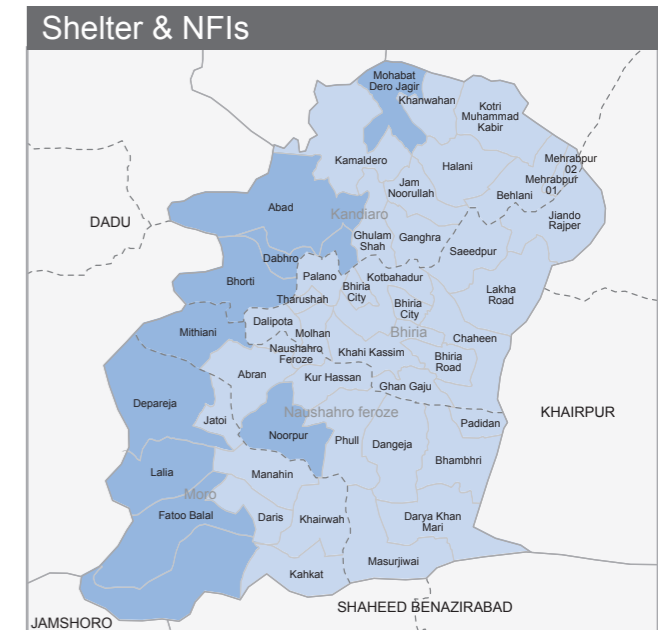 Shelter & NFIs
Mohabat
Dero Jagir
Khanwahan
Kotri
Muhammad
Kabir
Kamaldero
Halani
Mehrabpur
02
Mehrabpur
01
Jam
Noorullah
Behlani
Abad
Kandiaro
Jiando
Rajper
DADU
Ghulam
Shah
Ganghra
Saeedpur
Dabhro
Palano
Kotbahadur
Bhorti
Bhiria
City
Lakha
Road
Tharushah
Bhiria
City
Mithiani
Dalipota
Molhan
Bhiria
Chaheen
Naushahro
Feroze
Khahi Kassim
Bhiria
Road
Abran
Kur Hassan
Ghan Gaju
Depareja
Jatoi
Naushahro feroze
KHAIRPUR
Padidan
Noorpur
Phull
Dangeja
Bhambhri
Lalia
Manahin
Moro
Fatoo Balal
Daris
Khairwah
Darya Khan
Mari
Masurjiwai
Kahkat
SHAHEED BENAZIRABAD
JAMSHORO